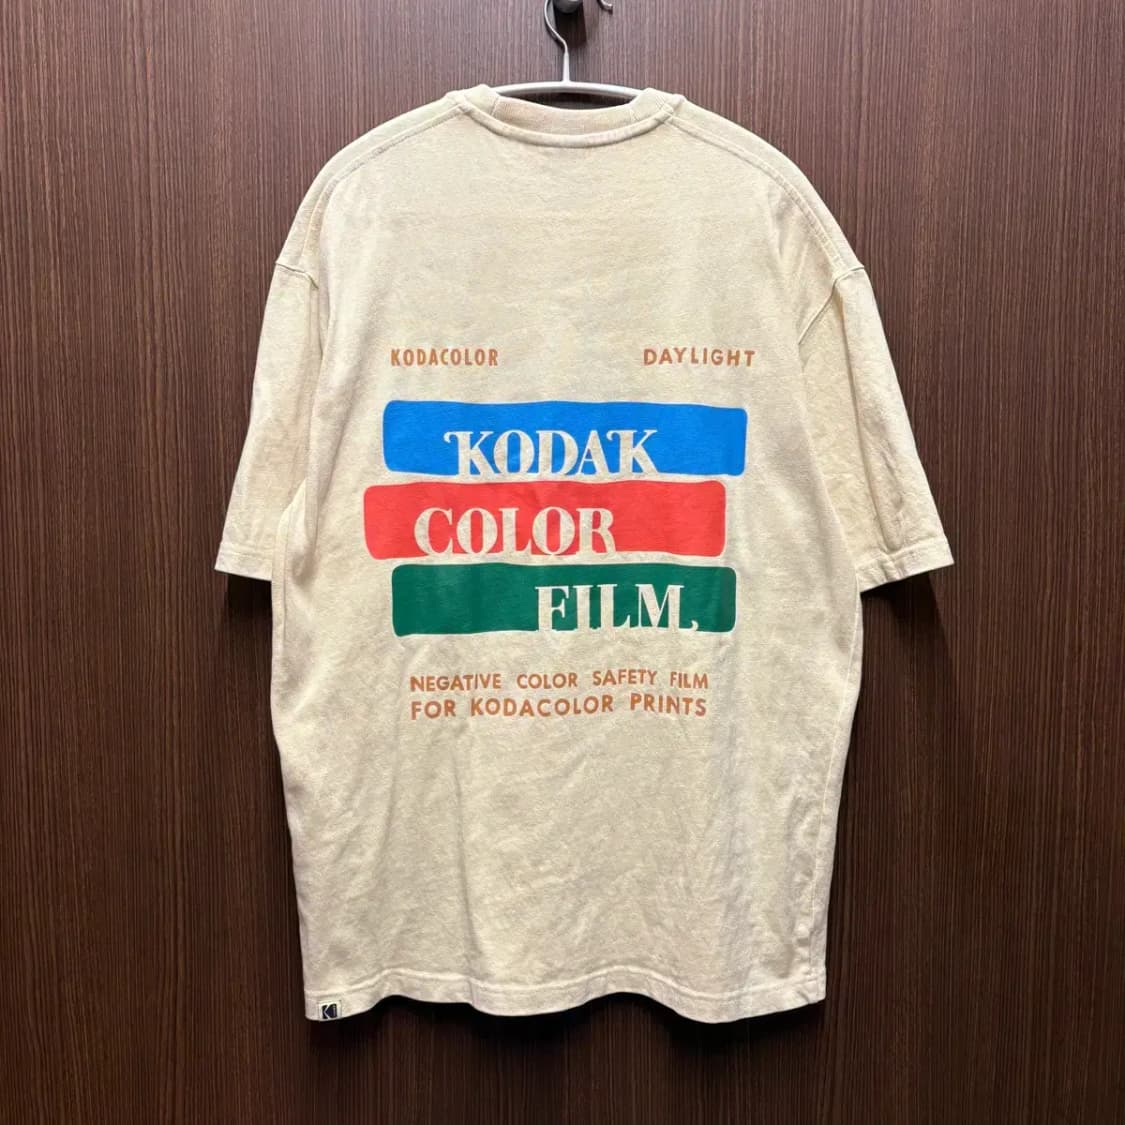 KODACOLOR DAYLIGHT
KODAK
COLOR
FILM
NEGATIVE COLOR SAFETY FILM
FOR KODACOLOR PRINTS
K